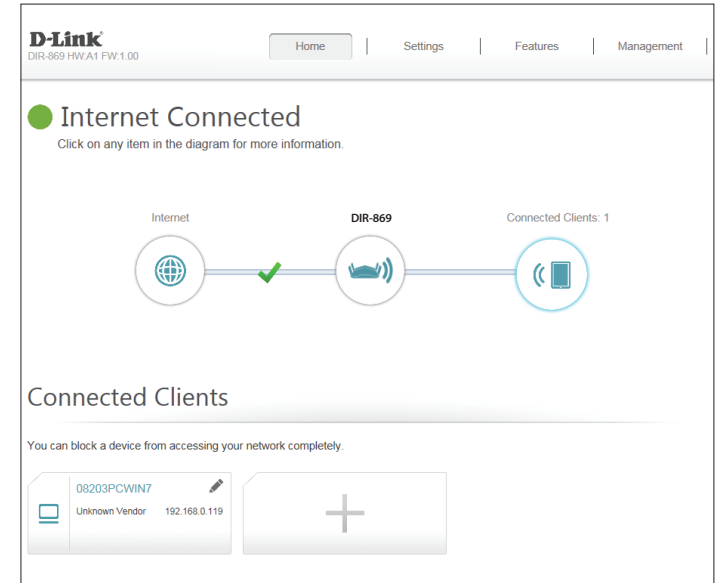 D-Link
DIR-869 HW:A1 FW:1.00
Home Settings Features Management
Internet Connected
Click on any item in the diagram for more information.
Internet DIR-869 Connected Clients: 1
Connected Clients
You can block a device from accessing your network completely.
08203PCWIN7
Unknown Vendor 192.168.0.119